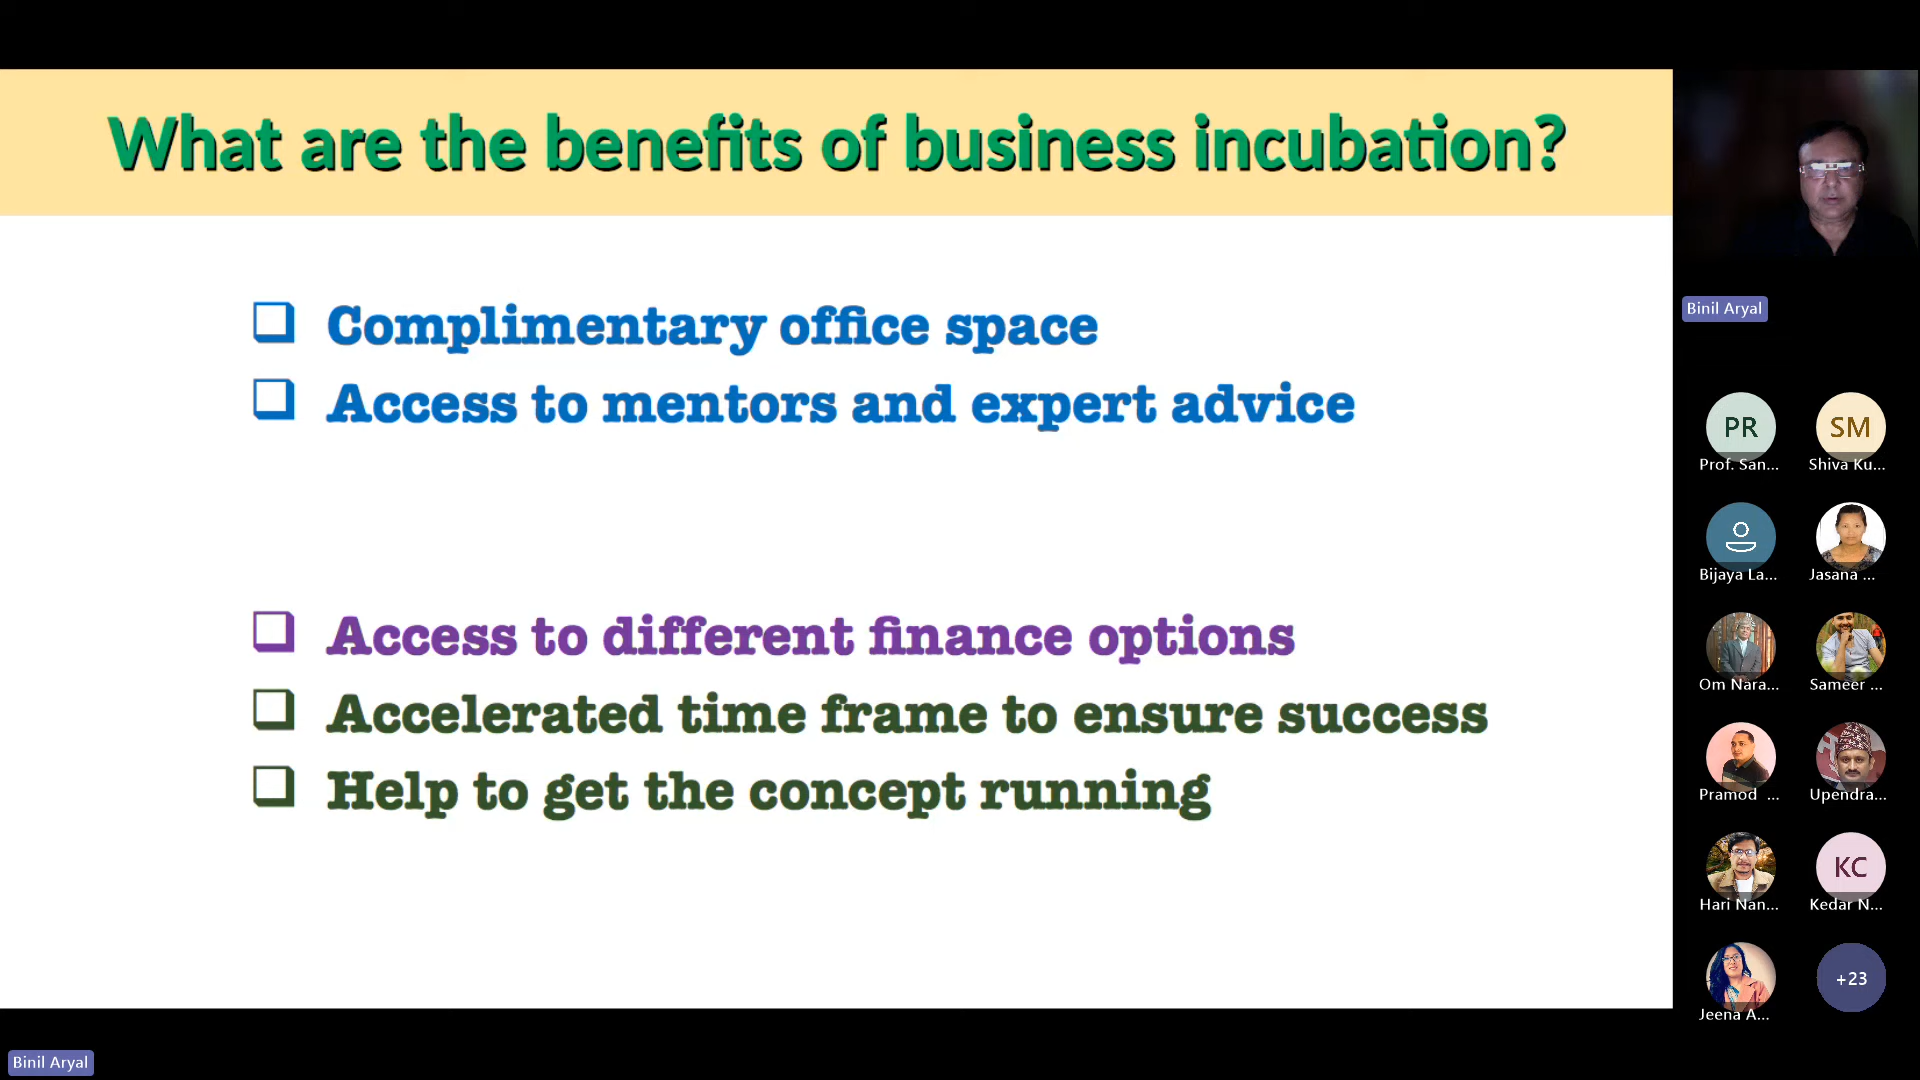 What are the benefits of business incubation?
❑ Complimentary office space
❑ Access to mentors and expert advice
❑ Access to different finance options
❑ Accelerated time frame to ensure success
❑ Help to get the concept running
Binil Aryal
PR
Prof. San...
SM
Shiva Ku...
Bijaya La...
Jasana ...
Om Nara...
Sameer ...
Pramod ...
Upendra...
Hari Nan...
KC
Kedar N...
Jeena A...
+23
Binil Aryal